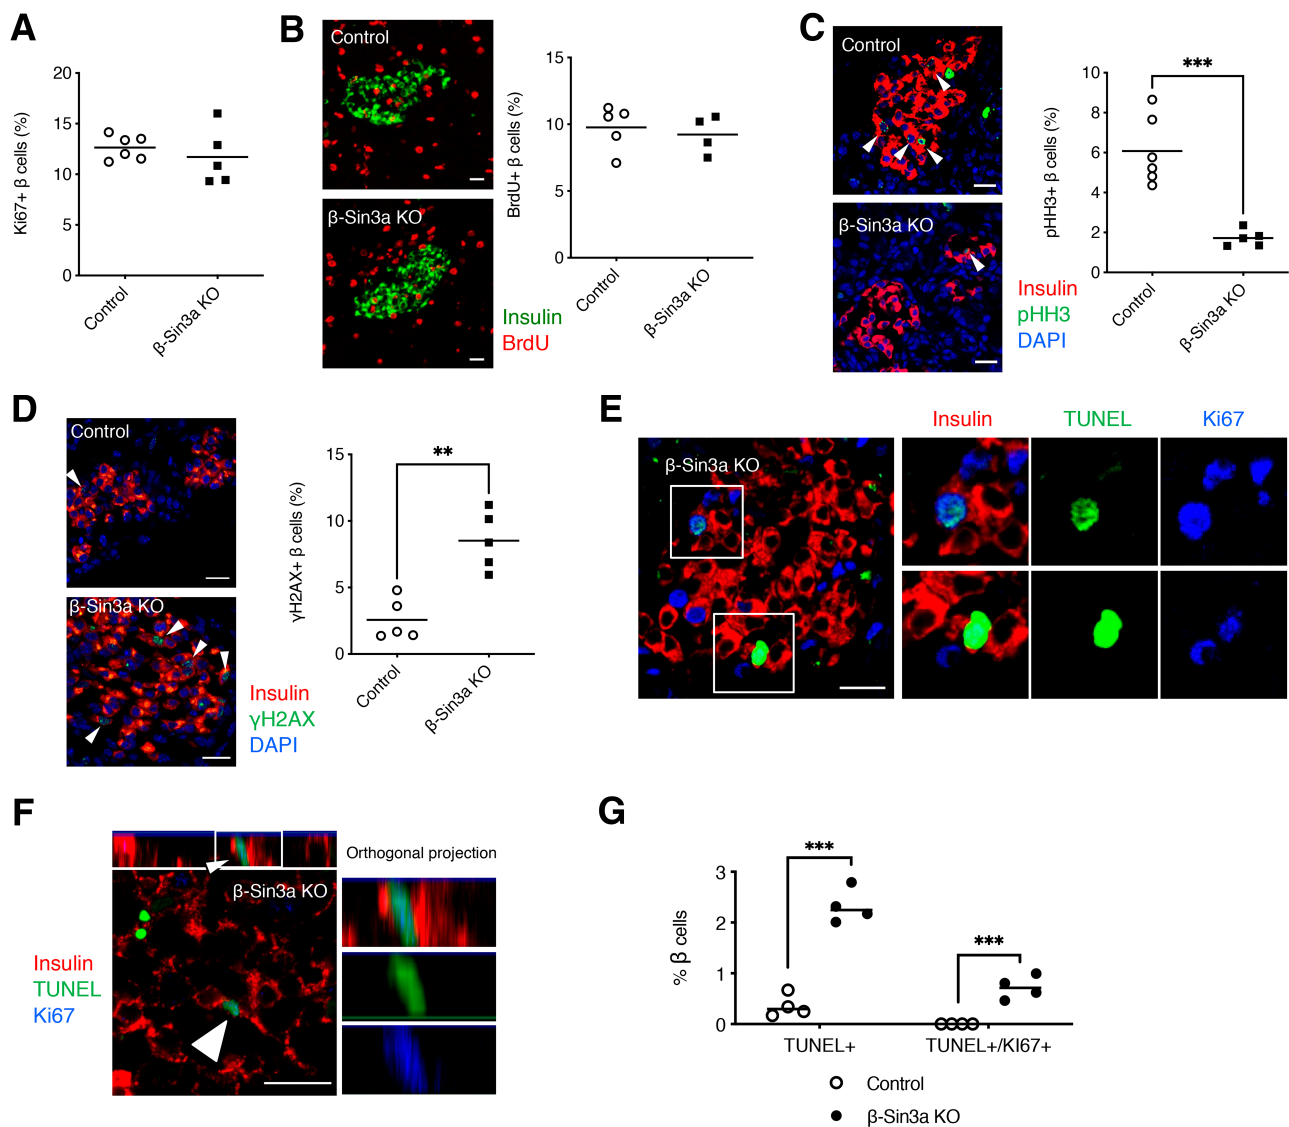 A
Ki67+ β cells (%)
20
15
10
5
0
Control
β-Sin3a KO
B
Control
β-Sin3a KO
Insulin
BrdU
BrdU+ β cells (%)
15
10
5
0
Control
β-Sin3a KO
C
Control
β-Sin3a KO
Insulin
pHH3
DAPI
pHH3+ β cells (%)
10
8
6
4
2
0
***
Control
β-Sin3a KO
D
Control
β-Sin3a KO
Insulin
γH2AX
DAPI
γH2AX+ β cells (%)
15
10
5
0
**
Control
β-Sin3a KO
E
Insulin
TUNEL
Ki67
β-Sin3a KO
F
Orthogonal projection
β-Sin3a KO
Insulin
TUNEL
Ki67
G
% β cells
3
2
1
0
***
***
TUNEL+
TUNEL+/KI67+
Control
β-Sin3a KO